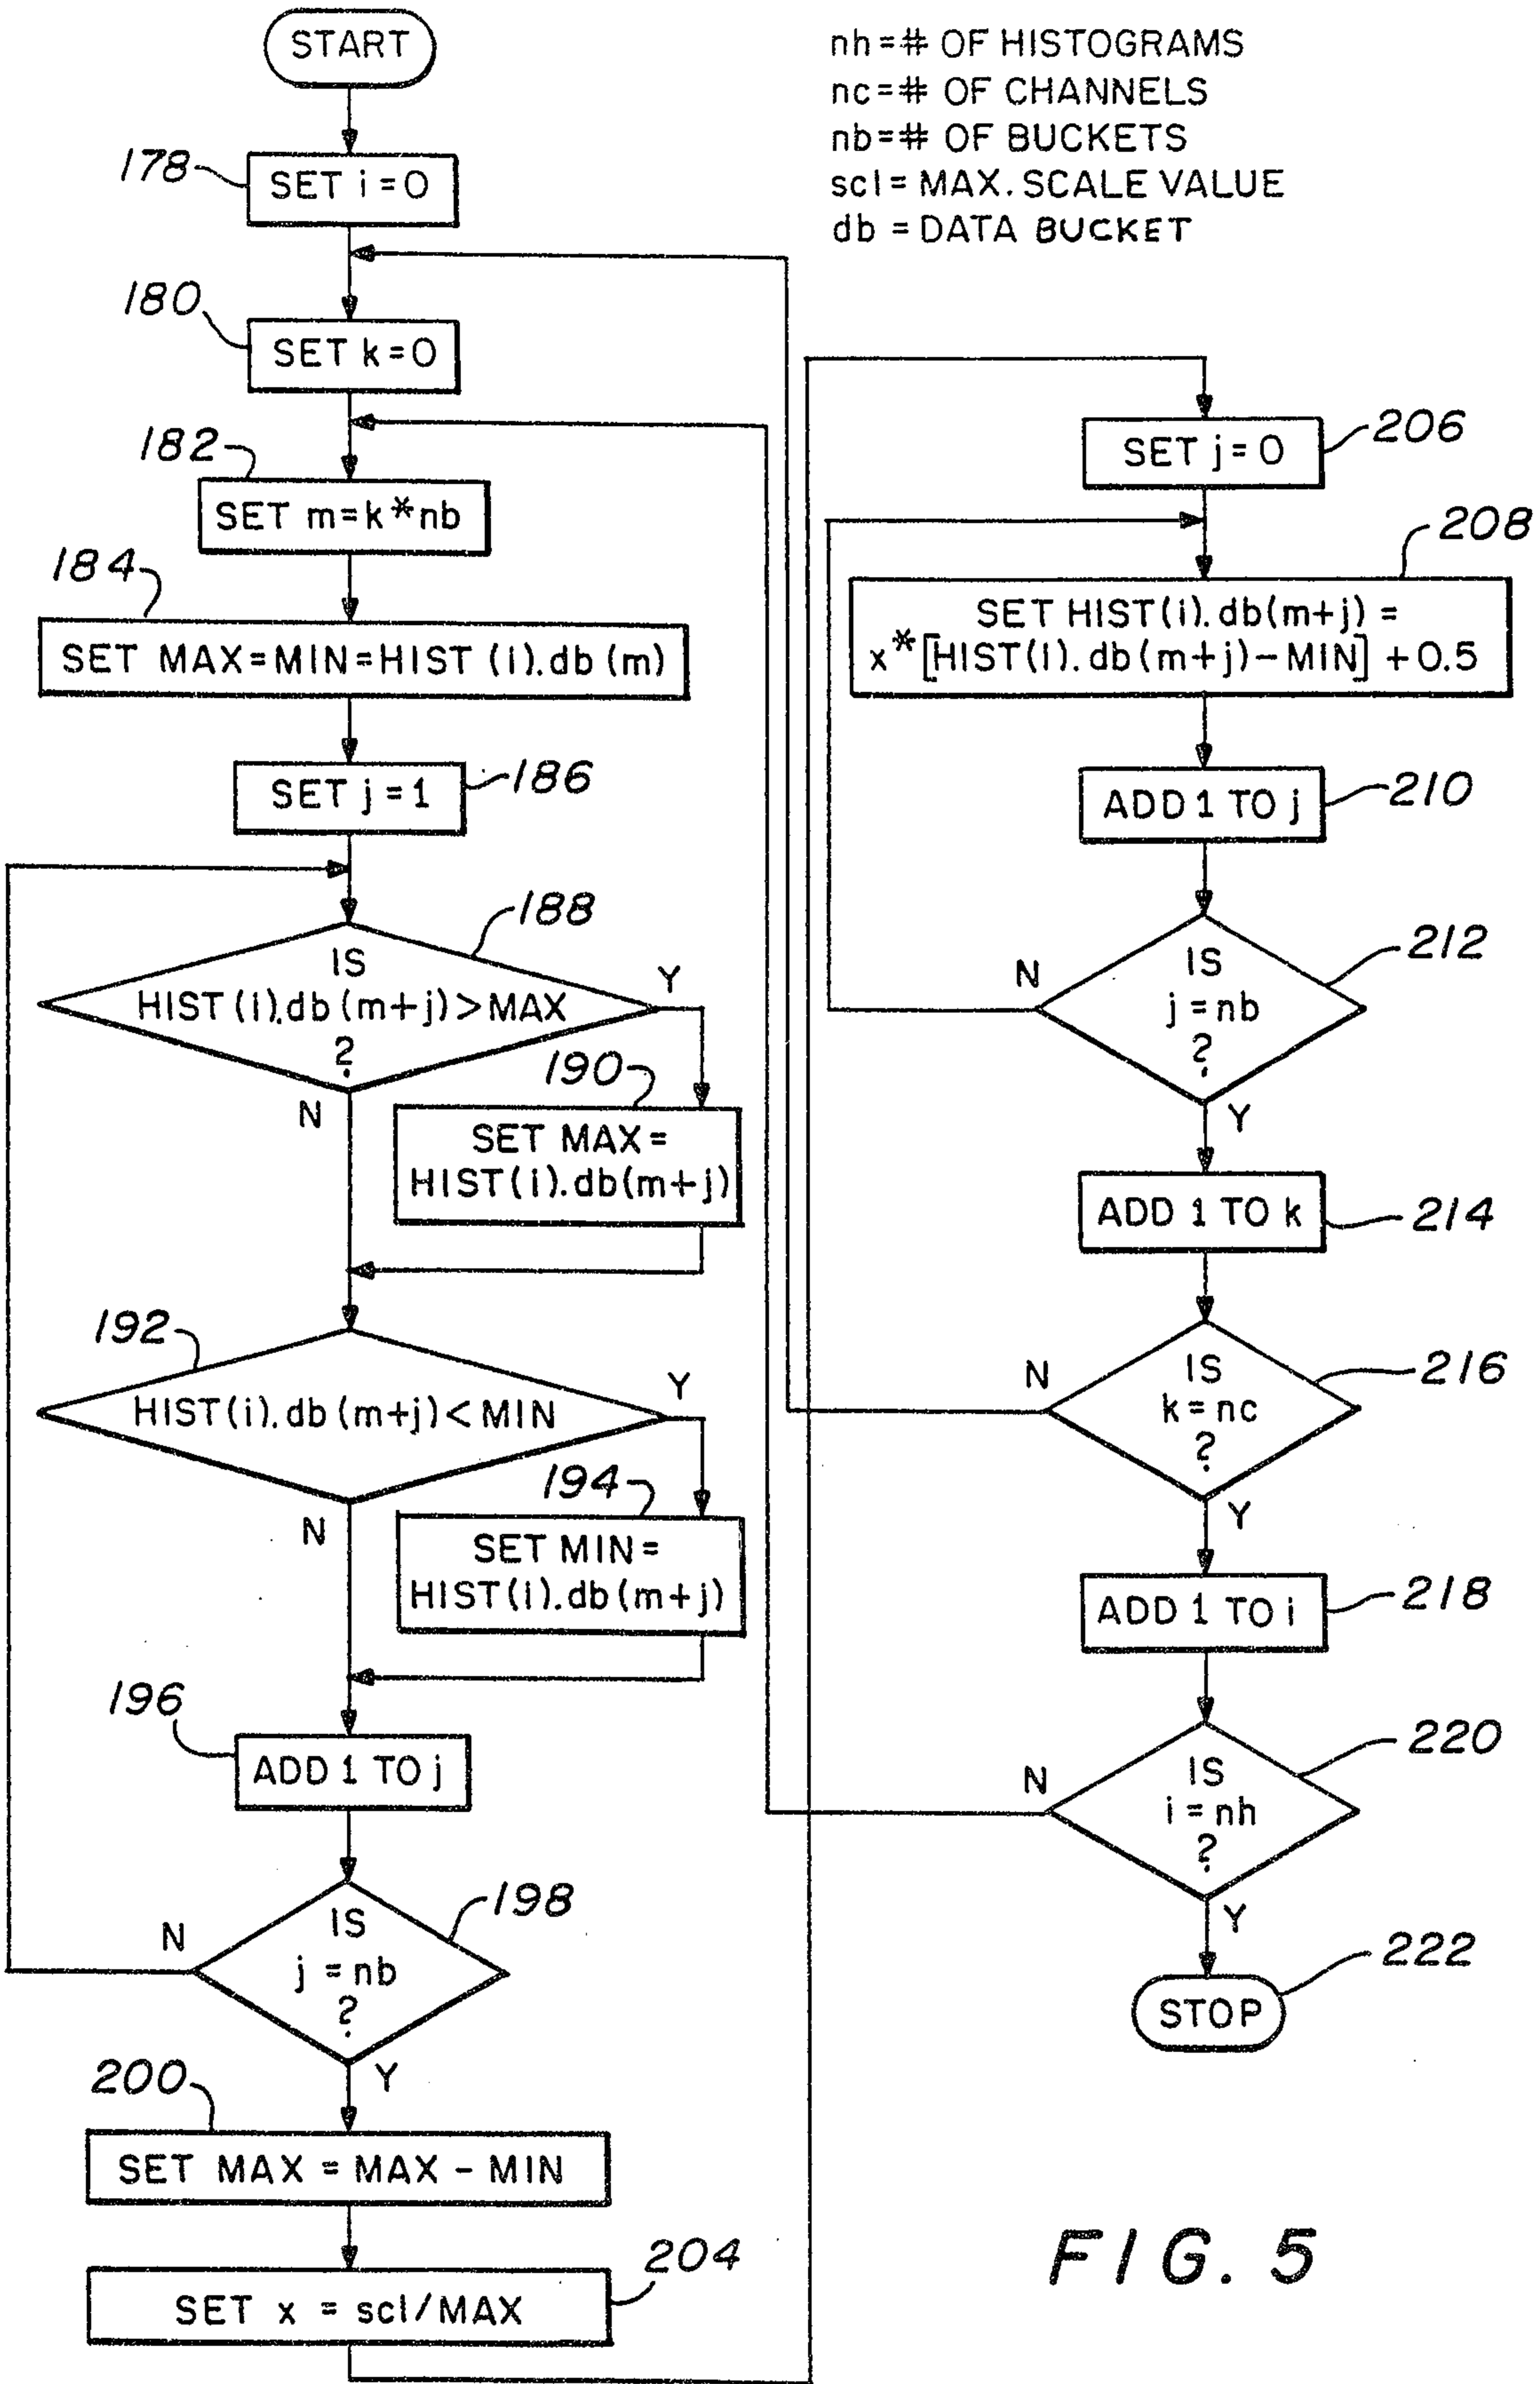 START
nh=# OF HISTOGRAMS
nc=# OF CHANNELS
nb=# OF BUCKETS
scl=MAX. SCALE VALUE
db = DATA BUCKET
178
SET i=0
180
SET k=0
182
SET m=k*nb
184
SET MAX=MIN=HIST (i).db (m)
186
SET j=1
188
IS
HIST (i).db (m+j) > MAX
?
Y
N
190
SET MAX=
HIST(i).db(m+j)
192
HIST(i).db (m+j) < MIN
Y
N
194
SET MIN=
HIST(i).db (m+j)
196
ADD 1 TO j
198
IS
j = nb
?
N
Y
200
SET MAX = MAX - MIN
204
SET x = scl/MAX
206
SET j=0
208
SET HIST(i).db(m+j) =
x*[HIST(I).db(m+j)-MIN] +0.5
210
ADD 1 TO j
212
IS
j=nb
?
N
Y
214
ADD 1 TO k
216
IS
k=nc
?
N
Y
218
ADD 1 TO i
220
IS
i=nh
?
N
Y
222
STOP
FIG. 5